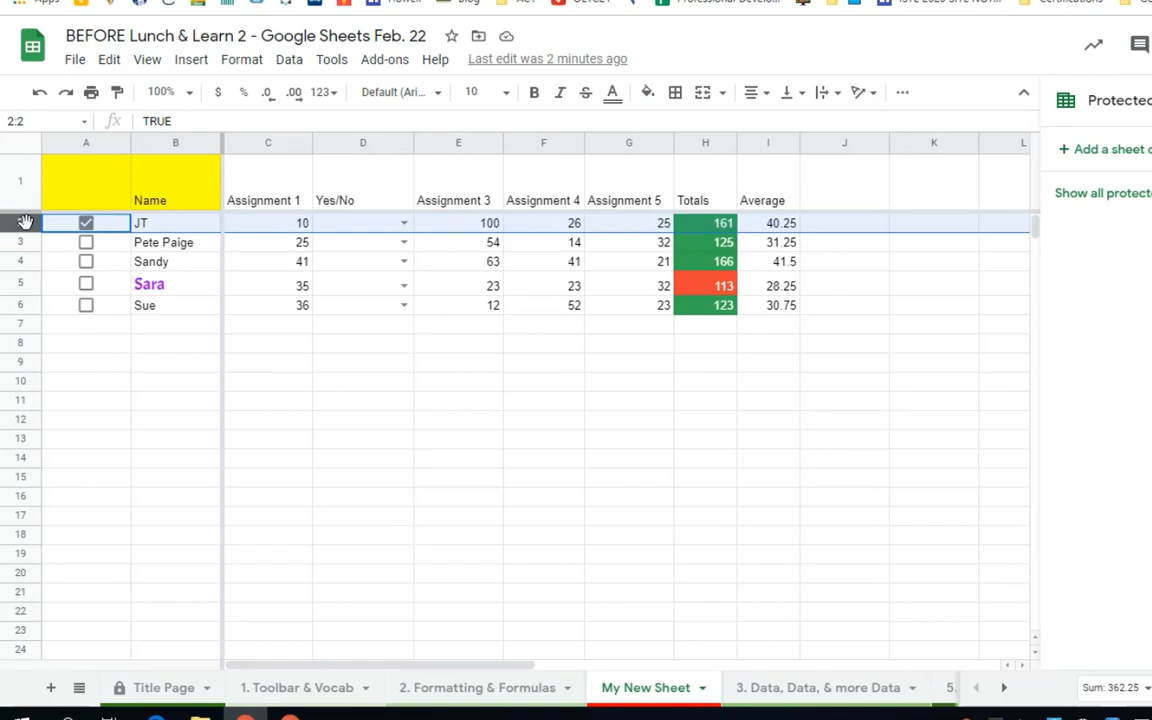 BEFORE Lunch & Learn 2 - Google Sheets Feb. 22
File Edit View Insert Format Data Tools Add-ons Help Last edit was 2 minutes ago
100% $ % .0 .00 123 Default (Ari... 10 B I S A ...
2:2 fx TRUE
Protected
+ Add a sheet
Show all protec
A B C D E F G H I J K L
1 Name Assignment 1 Yes/No Assignment 3 Assignment 4 Assignment 5 Totals Average
JT 10 100 26 25 161 40.25
3 Pete Paige 25 54 14 32 125 31.25
4 Sandy 41 63 41 21 166 41.5
5 Sara 35 23 23 32 113 28.25
6 Sue 36 12 52 23 123 30.75
7
8
9
10
11
12
13
14
15
16
17
18
19
20
21
22
23
24
+ Title Page 1. Toolbar & Vocab 2. Formatting & Formulas My New Sheet 3. Data, Data, & more Data 5. Sum: 362.25